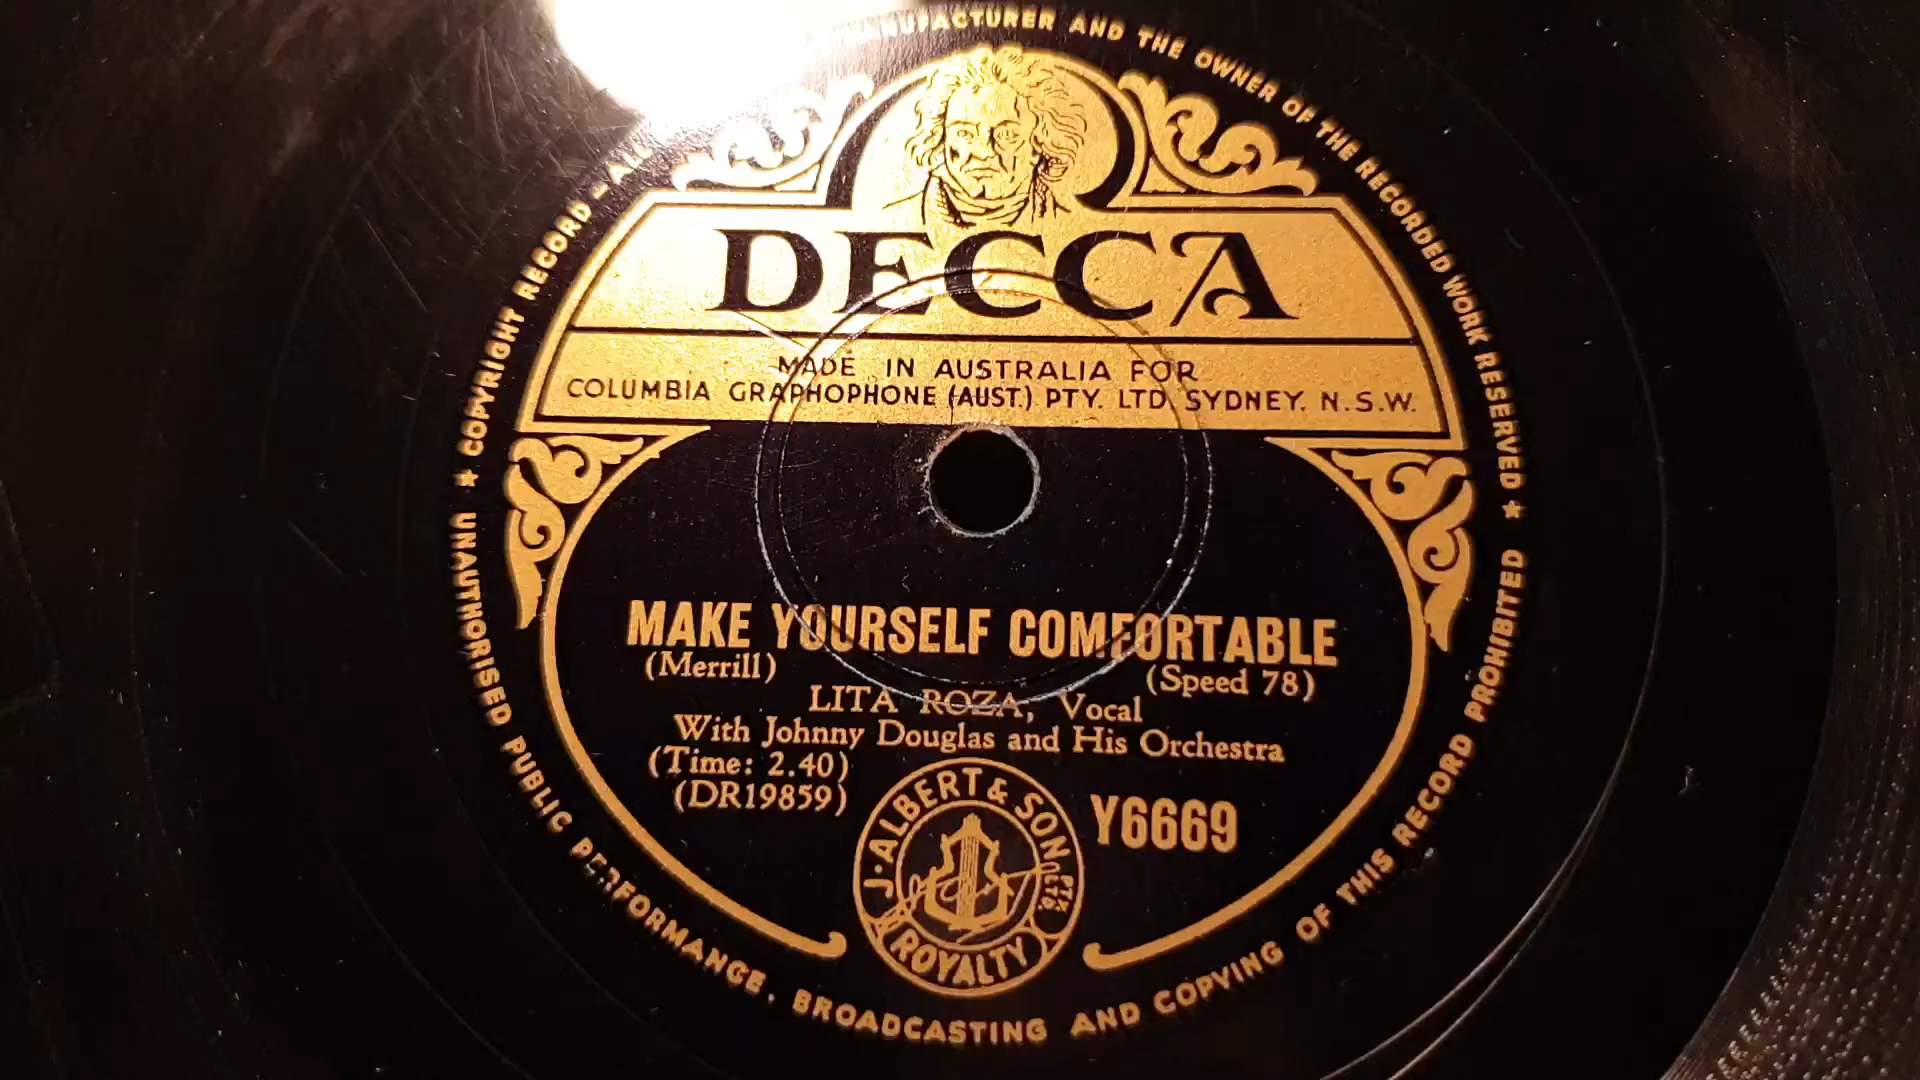 ★ COPYRIGHT RECORD – ALL
MANUFACTURER AND THE OWNER OF THE RECORDED WORK RESERVED ★
DECCA
MADE IN AUSTRALIA FOR
COLUMBIA GRAPHOPHONE (AUST.) PTY. LTD. SYDNEY. N.S.W.
MAKE YOURSELF COMFORTABLE
(Merrill) (Speed 78)
LITA ROZA, Vocal
With Johnny Douglas and His Orchestra
(Time: 2.40)
(DR19859)
Y6669
J. ALBERT & SON PTY. LTD.
ROYALTY
UNAUTHORISED PUBLIC PERFORMANCE, BROADCASTING AND COPYING OF THIS RECORD PROHIBITED